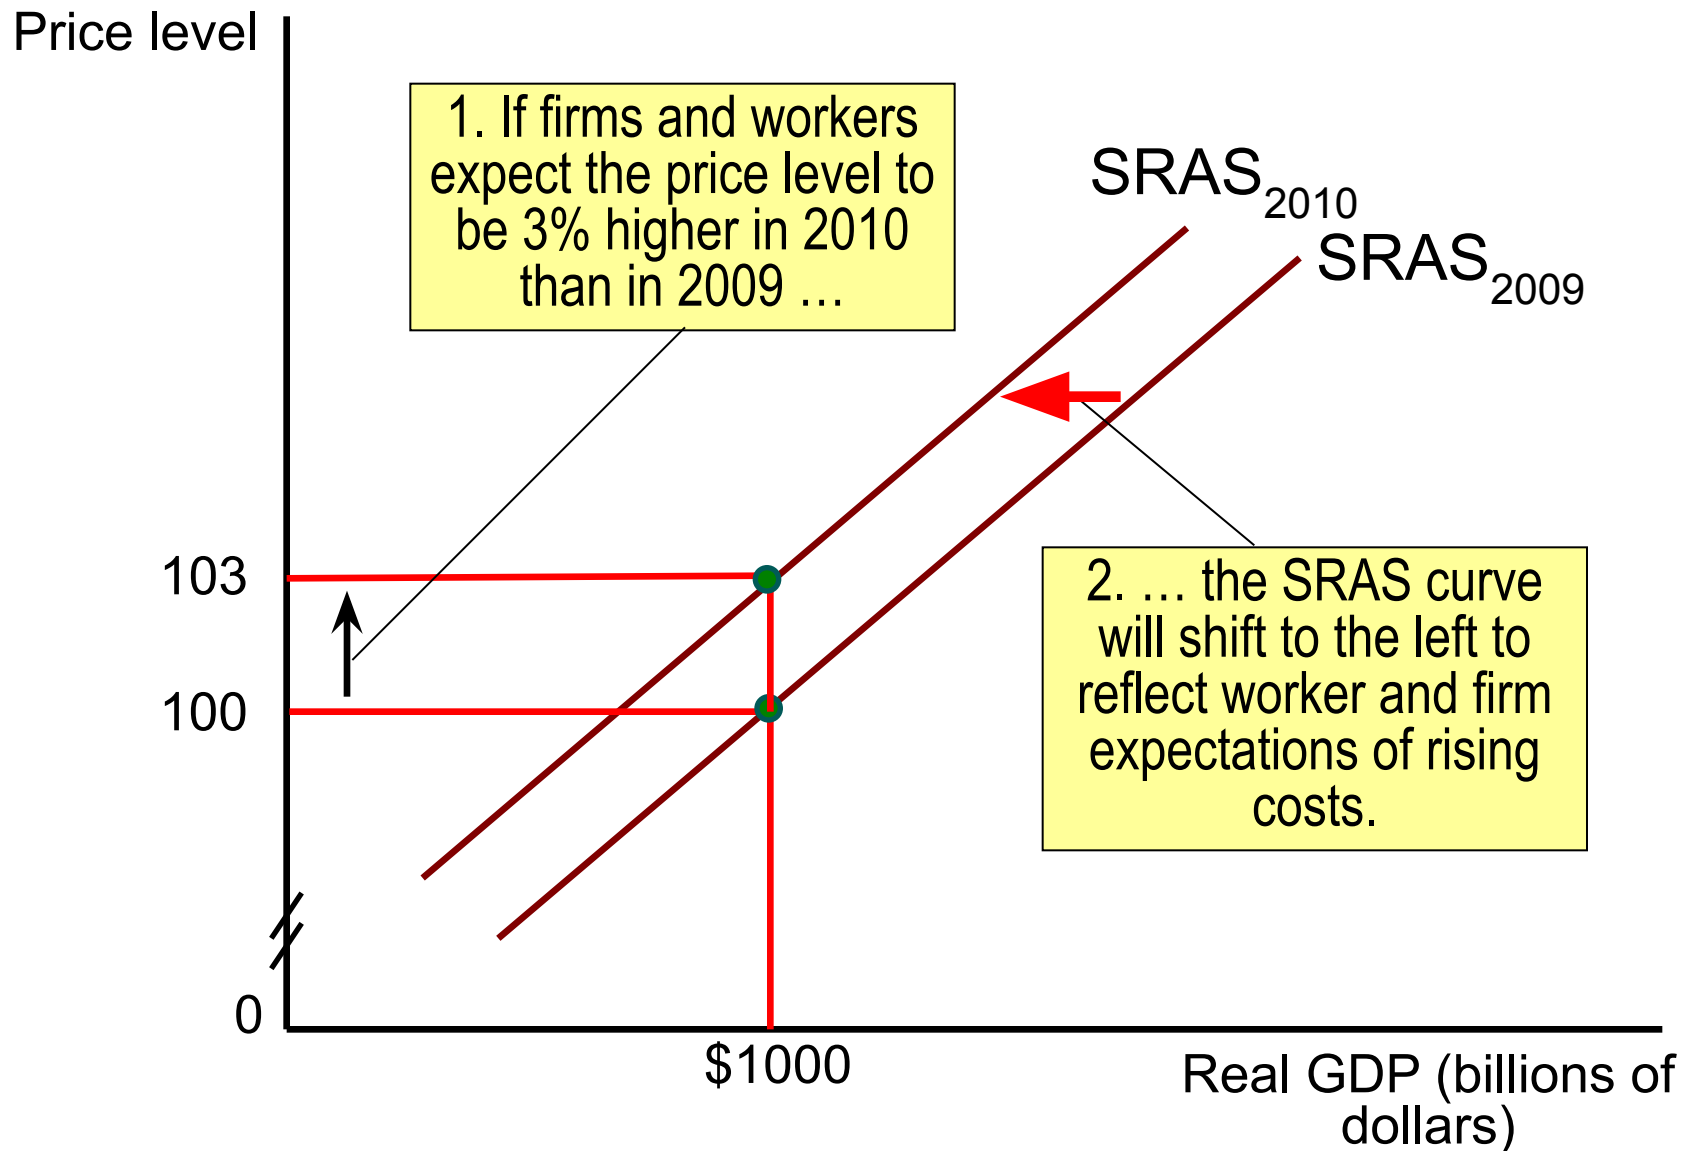 Price level
1. If firms and workers
expect the price level to
be 3% higher in 2010
than in 2009 …
SRAS2010
SRAS2009
103
100
2. … the SRAS curve
will shift to the left to
reflect worker and firm
expectations of rising
costs.
0
$1000
Real GDP (billions of
dollars)